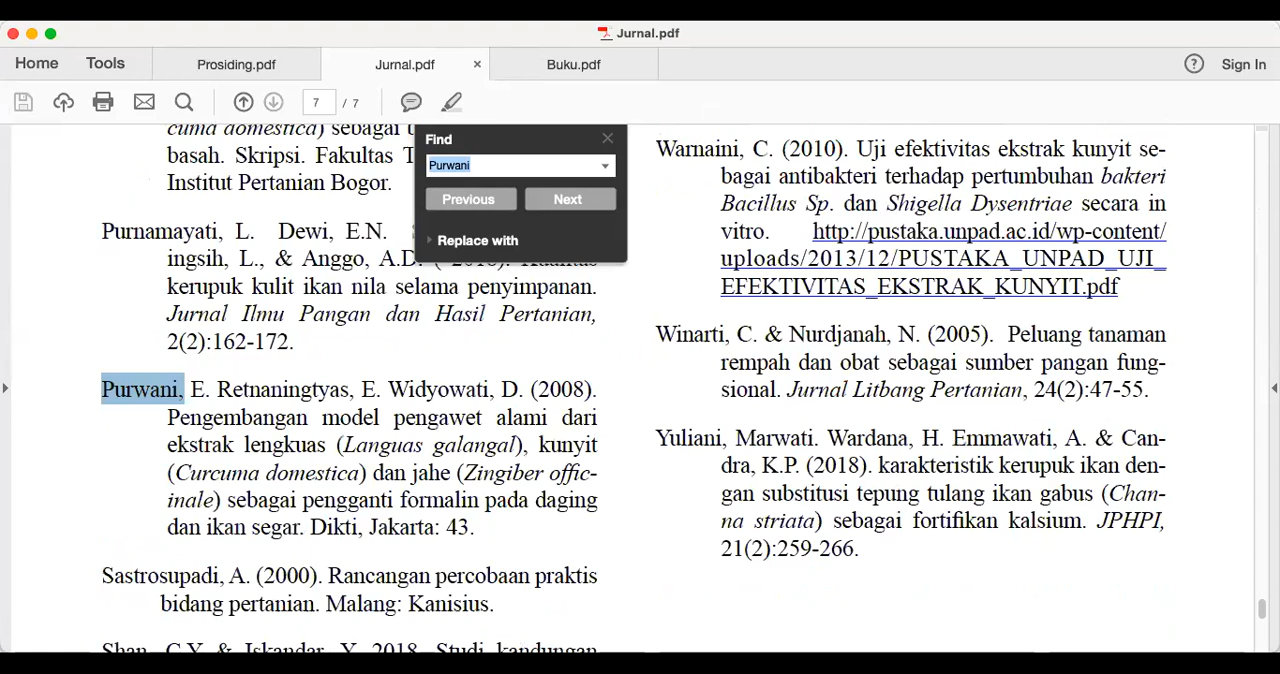 Jurnal.pdf
Home Tools Prosiding.pdf Jurnal.pdf × Buku.pdf ? Sign In
7 / 7
Find
Purwani
Previous Next
Replace with
cuma domestica) sebagai
basah. Skripsi. Fakultas T
Institut Pertanian Bogor.
Purnamayati, L. Dewi, E.N.
ingsih, L., & Anggo, A.D.
kerupuk kulit ikan nila selama penyimpanan.
Jurnal Ilmu Pangan dan Hasil Pertanian,
2(2):162-172.
Purwani, E. Retnaningtyas, E. Widyowati, D. (2008).
Pengembangan model pengawet alami dari
ekstrak lengkuas (Languas galangal), kunyit
(Curcuma domestica) dan jahe (Zingiber offic-
inale) sebagai pengganti formalin pada daging
dan ikan segar. Dikti, Jakarta: 43.
Sastrosupadi, A. (2000). Rancangan percobaan praktis
bidang pertanian. Malang: Kanisius.
Shan, C.Y & Iskandar, Y. 2018. Studi kandungan
Warnaini, C. (2010). Uji efektivitas ekstrak kunyit se-
bagai antibakteri terhadap pertumbuhan bakteri
Bacillus Sp. dan Shigella Dysentriae secara in
vitro. http://pustaka.unpad.ac.id/wp-content/
uploads/2013/12/PUSTAKA_UNPAD_UJI_
EFEKTIVITAS_EKSTRAK_KUNYIT.pdf
Winarti, C. & Nurdjanah, N. (2005). Peluang tanaman
rempah dan obat sebagai sumber pangan fung-
sional. Jurnal Litbang Pertanian, 24(2):47-55.
Yuliani, Marwati. Wardana, H. Emmawati, A. & Can-
dra, K.P. (2018). karakteristik kerupuk ikan den-
gan substitusi tepung tulang ikan gabus (Chan-
na striata) sebagai fortifikan kalsium. JPHPI,
21(2):259-266.